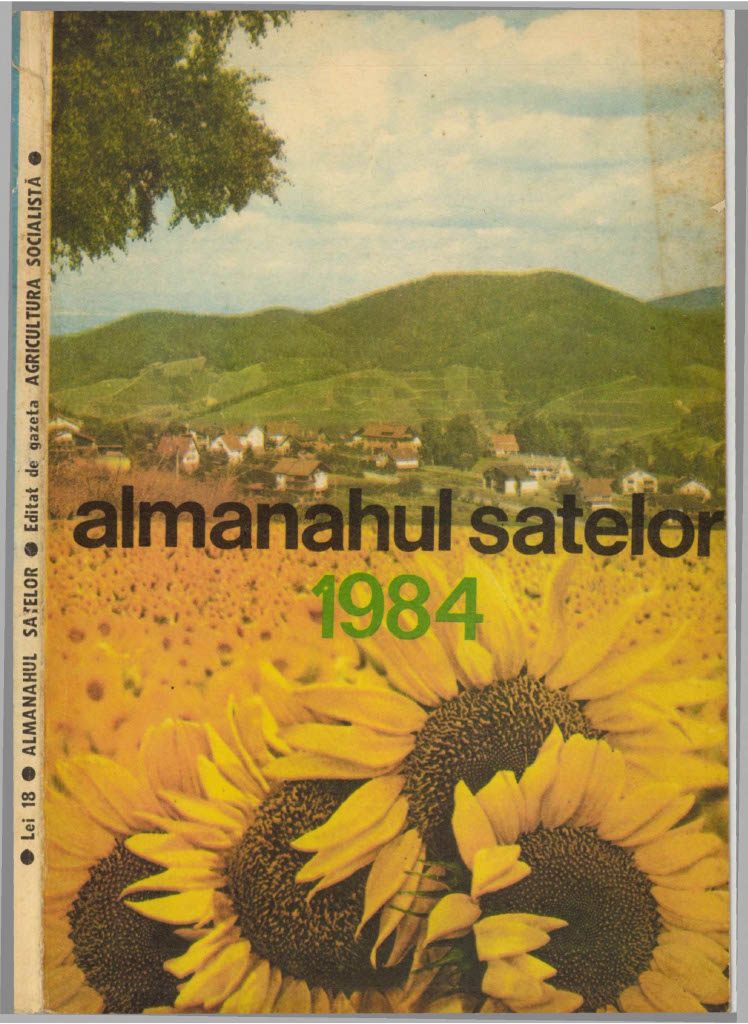 almanahul satelor
1984
● Lei 18 ● ALMANAHUL SATELOR ● Editat de gazeta AGRICULTURA SOCIALISTĂ ●